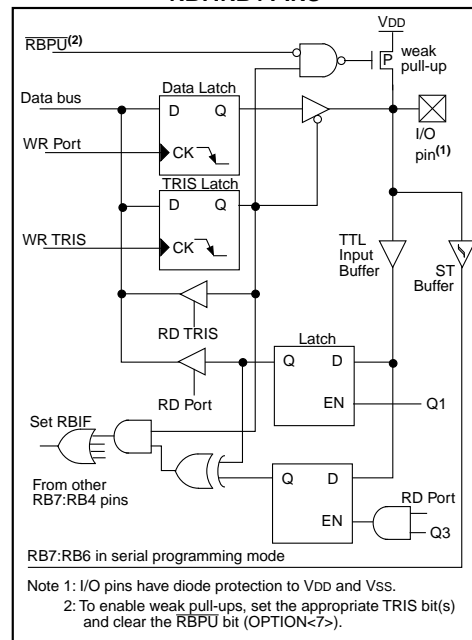 VDD
RBPU(2)
P
weak
pull-up
Data bus
Data Latch
D Q
I/O
pin(1)
WR Port
CK
TRIS Latch
D Q
WR TRIS
CK
TTL
Input
Buffer
ST
Buffer
RD TRIS
Latch
Q D
RD Port
EN
Q1
Set RBIF
From other
RB7:RB4 pins
Q D
RD Port
EN
Q3
RB7:RB6 in serial programming mode
Note 1: I/O pins have diode protection to VDD and VSS.
2: To enable weak pull-ups, set the appropriate TRIS bit(s)
and clear the RBPU bit (OPTION<7>).